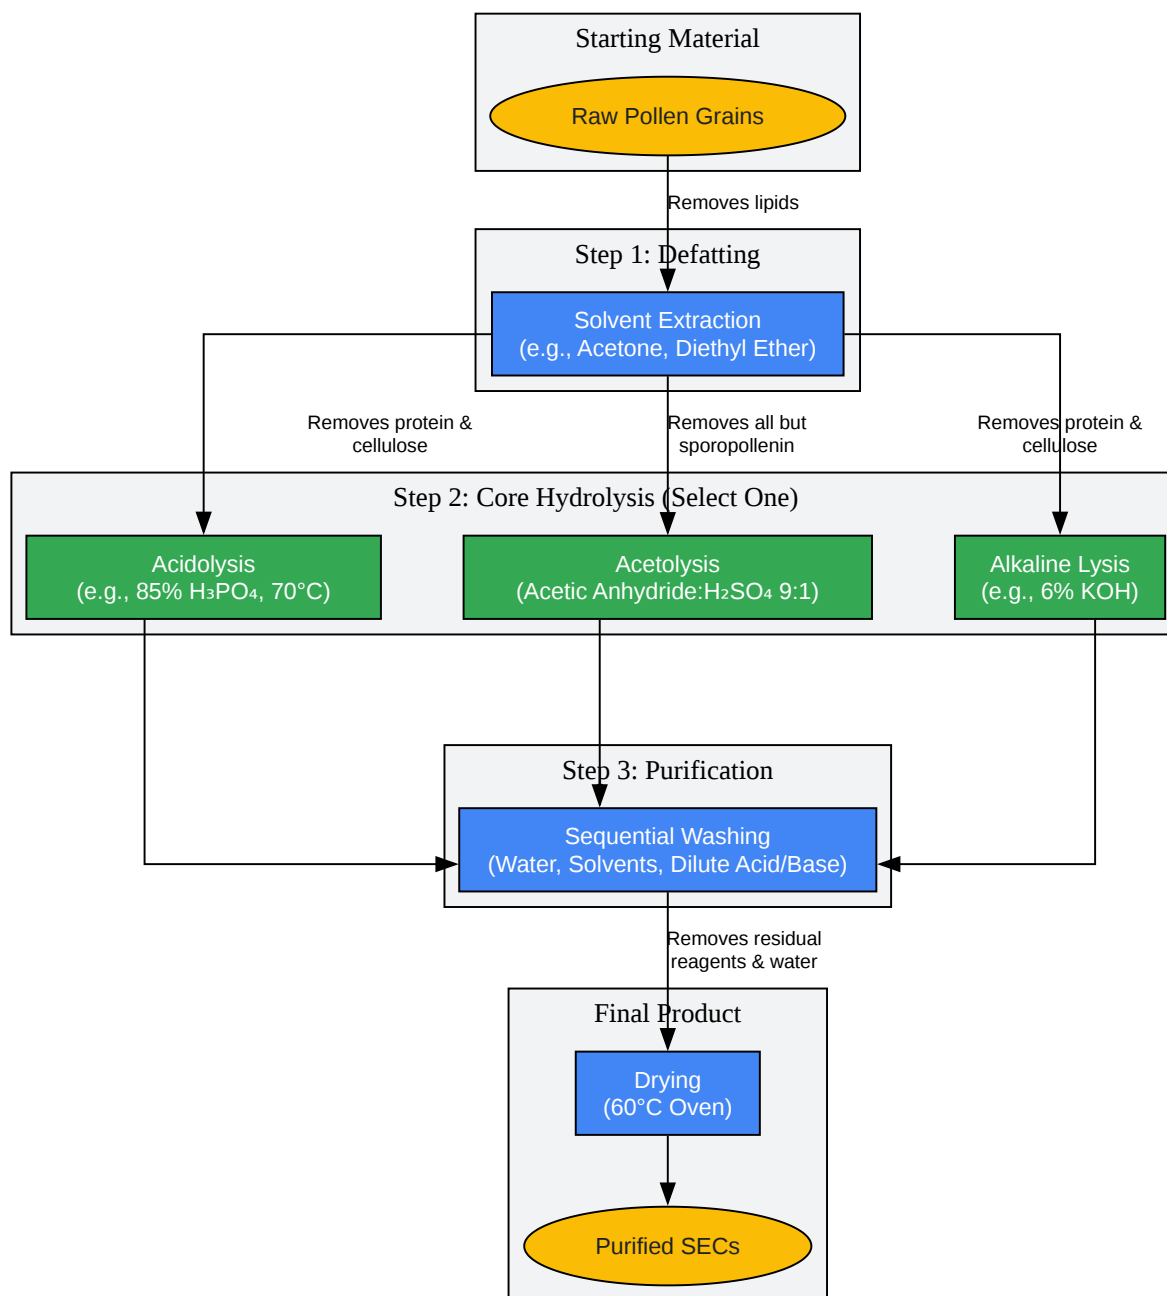 Starting Material
Raw Pollen Grains
Removes lipids
Step 1: Defatting
Solvent Extraction
(e.g., Acetone, Diethyl Ether)
Removes protein &
cellulose
Removes all but
sporopollenin
Removes protein &
cellulose
Step 2: Core Hydrolysis (Select One)
Acidolysis
(e.g., 85% H₃PO₄, 70°C)
Acetolysis
(Acetic Anhydride:H₂SO₄ 9:1)
Alkaline Lysis
(e.g., 6% KOH)
Step 3: Purification
Sequential Washing
(Water, Solvents, Dilute Acid/Base)
Removes residual
reagents & water
Final Product
Drying
(60°C Oven)
Purified SECs